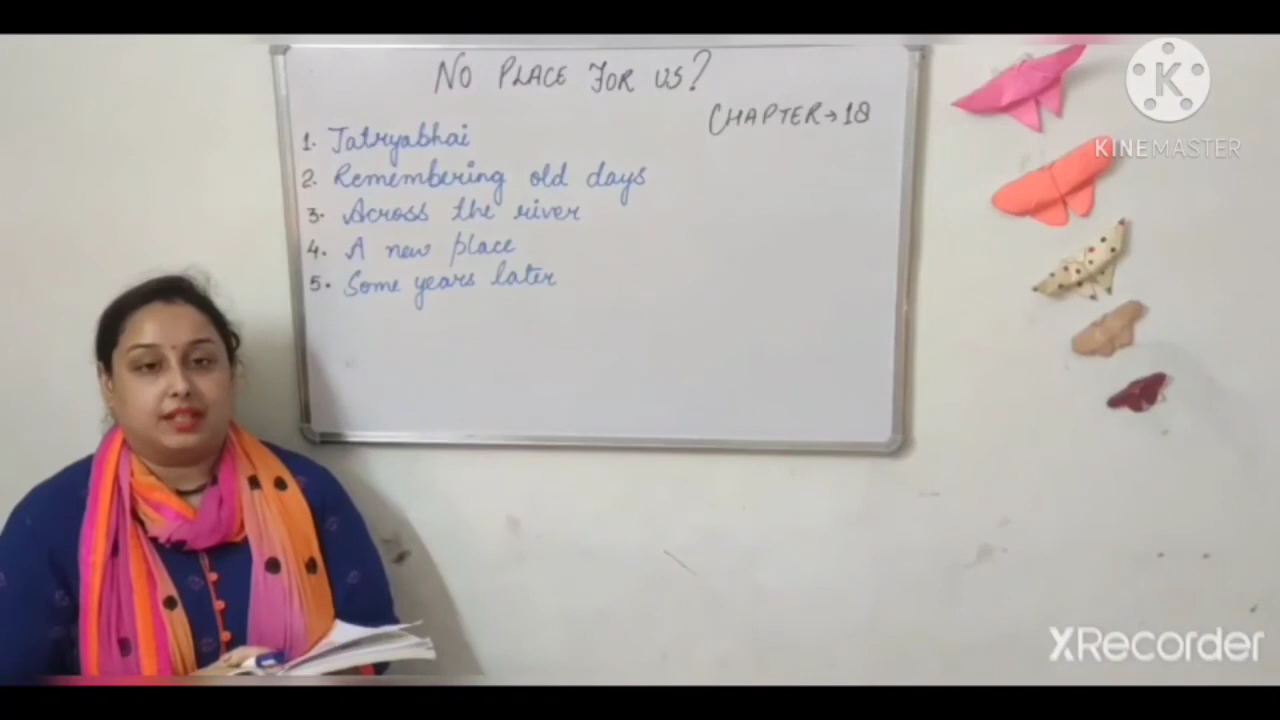 NO PLACE FOR US?
CHAPTER→18
1. Jatryabhai
2. Remembering old days
3. Across the river
4. A new place
5. Some years later
K
KINEMASTER
XRecorder